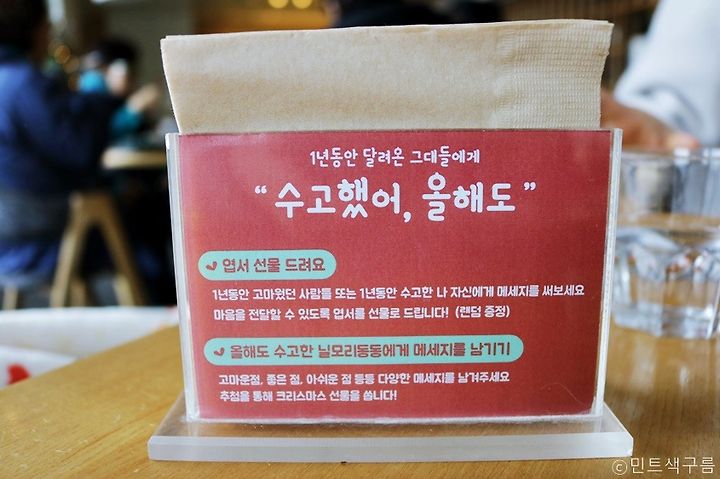 1년동안 달려온 그대들에게
“수고했어, 올해도”
엽서 선물 드려요
1년동안 고마웠던 사람들 또는 1년동안 수고한 나 자신에게 메세지를 써보세요
마음을 전달할 수 있도록 엽서를 선물로 드립니다! (랜덤 증정)
올해도 수고한 닐모리동동에게 메세지를 남기기
고마운점, 좋은 점, 아쉬운 점 등등 다양한 메세지를 남겨주세요
추첨을 통해 크리스마스 선물을 쏩니다!
ⓒ민트색구름